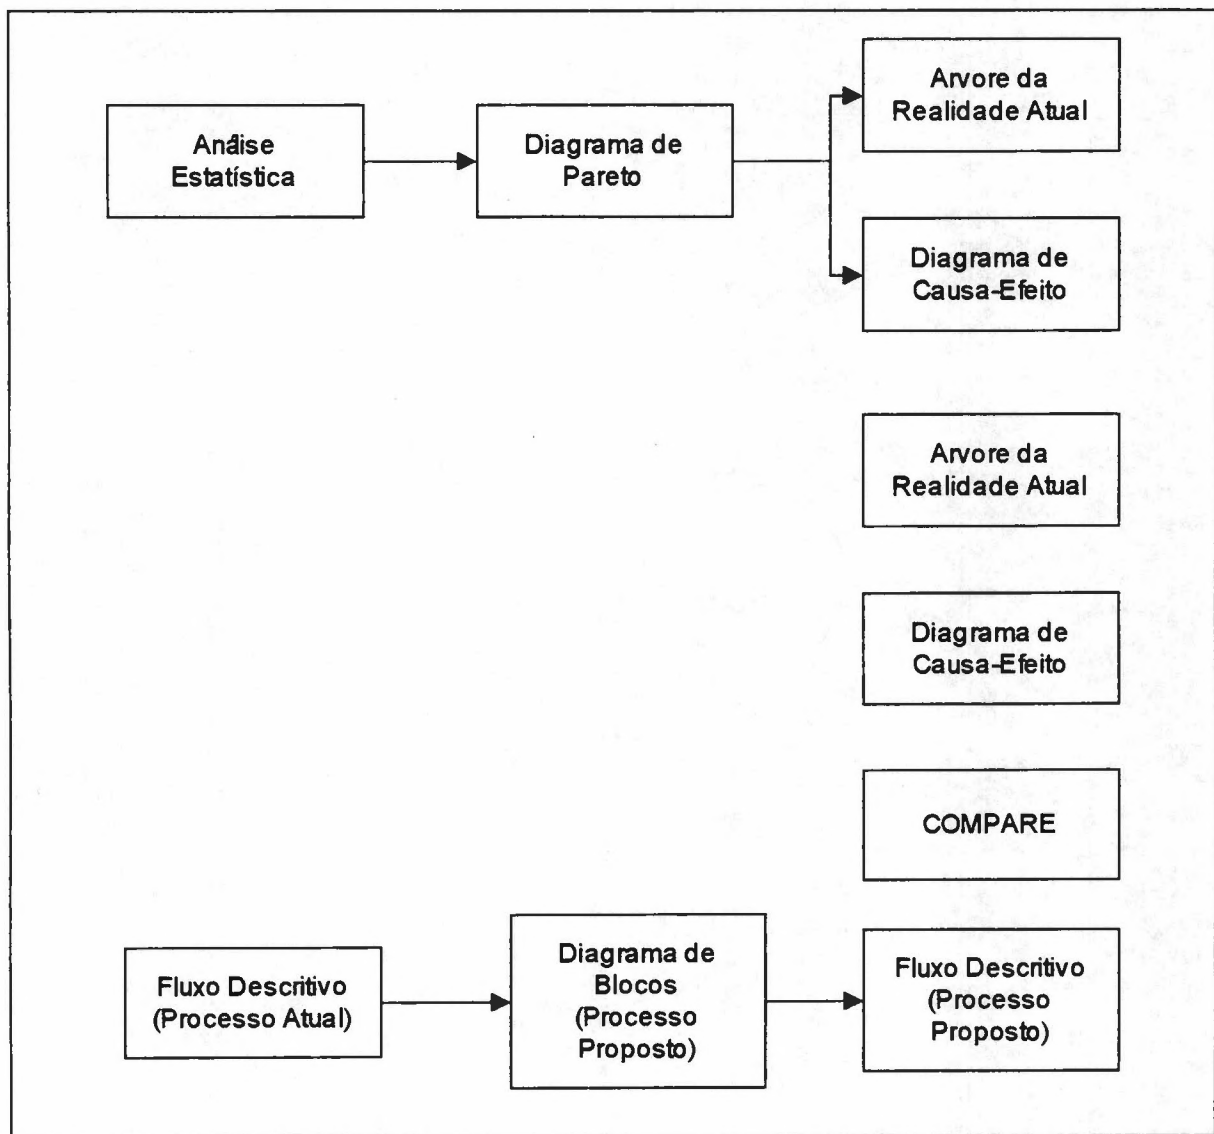 Análise
Estatística
Diagrama de
Pareto
Arvore da
Realidade Atual
Diagrama de
Causa-Efeito
Arvore da
Realidade Atual
Diagrama de
Causa-Efeito
COMPARE
Fluxo Descritivo
(Processo Atual)
Diagrama de
Blocos
(Processo
Proposto)
Fluxo Descritivo
(Processo
Proposto)